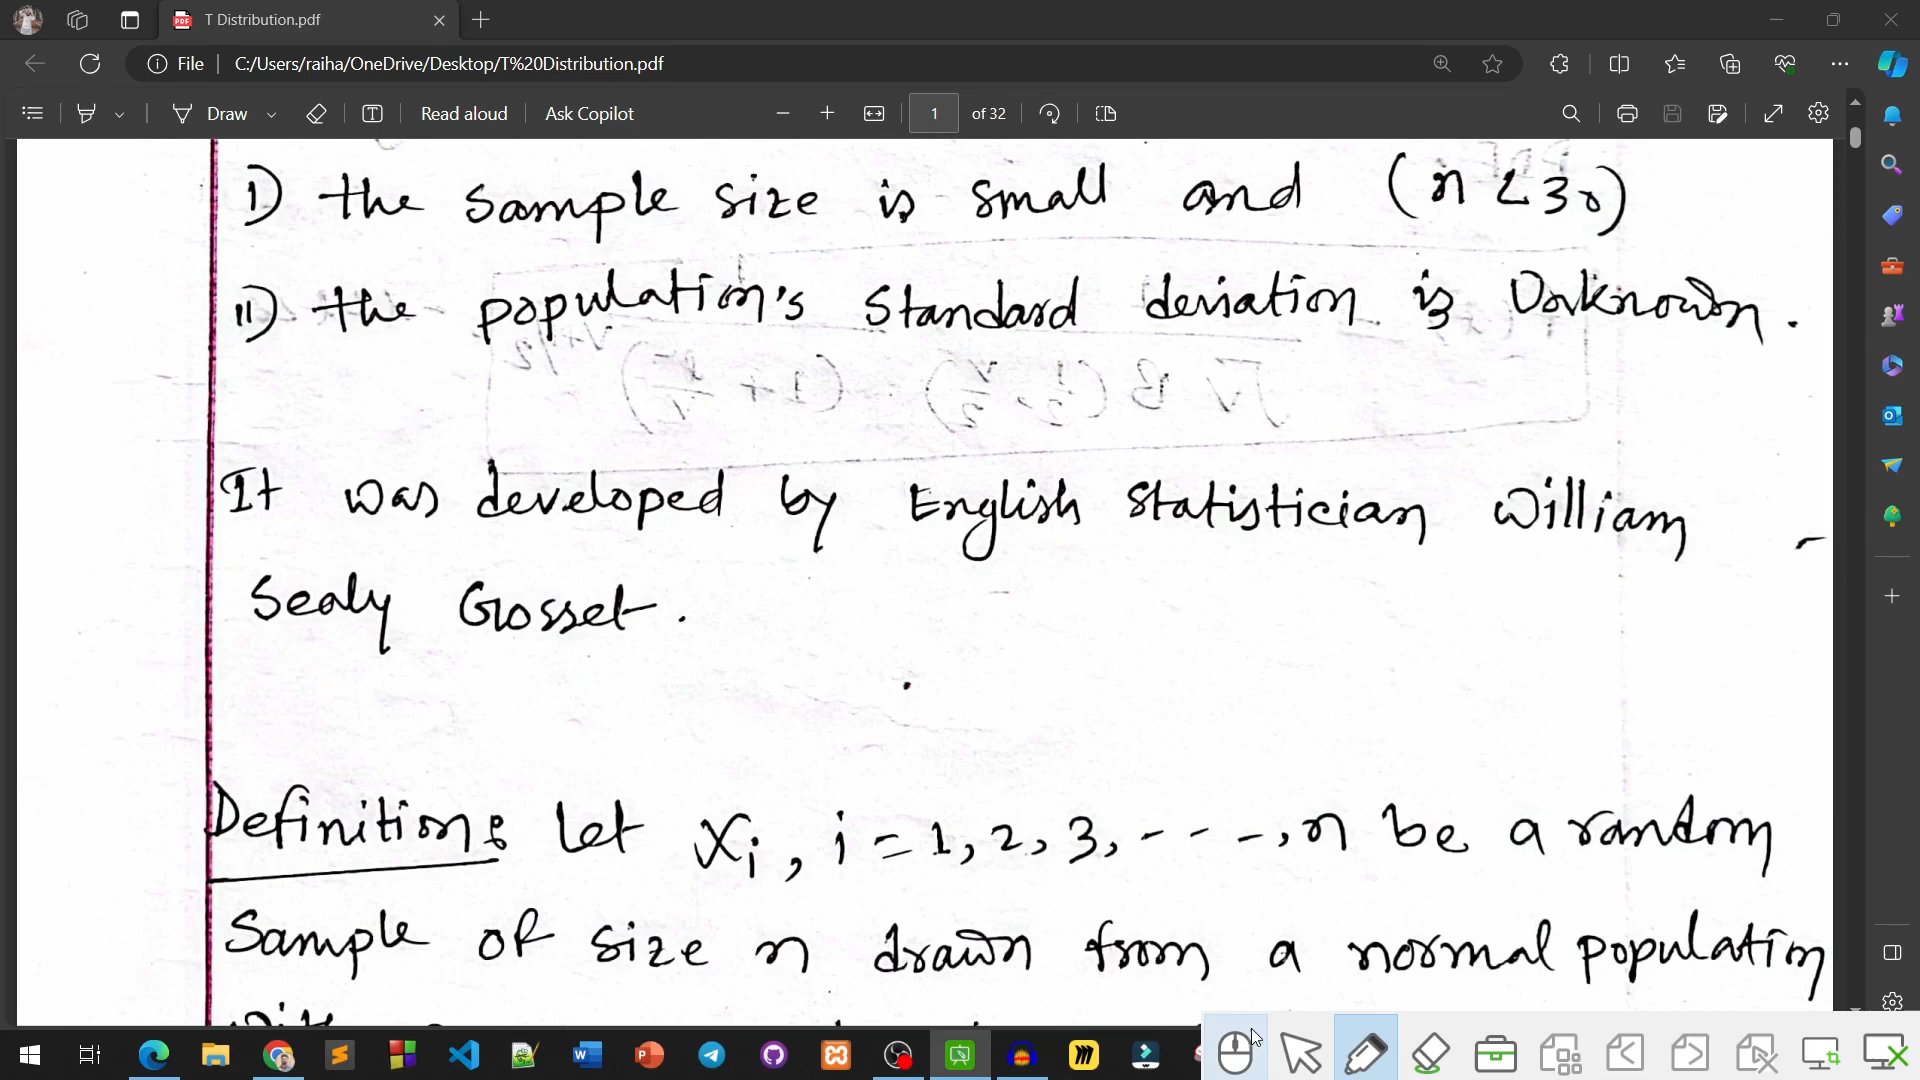 T Distribution.pdf
File
C:/Users/raiha/OneDrive/Desktop/T%20Distribution.pdf
Draw
Read aloud
Ask Copilot
1
of 32
I) the Sample size is small and (n < 30)
II) the population's standard deviation is Unknown.
It was developed by English Statistician William
Sealy Gosset.
Definition: let Xi, i = 1, 2, 3, - - - -, n be a random
Sample of size n drawn from a normal population